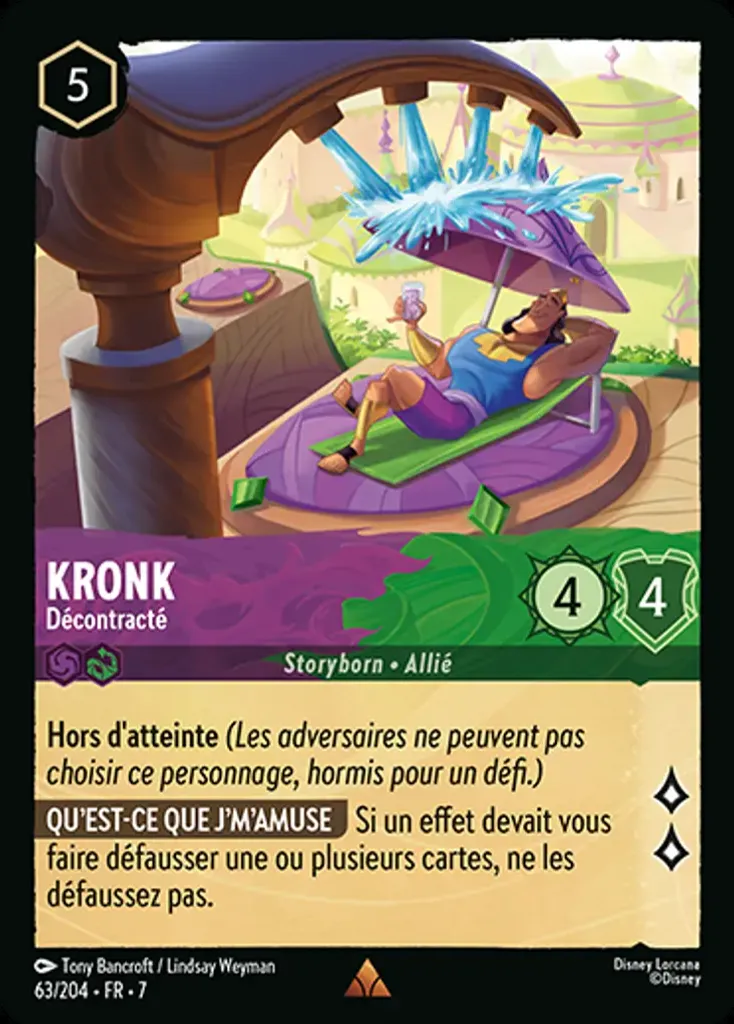 5
KRONK
Décontracté
4
4
Storyborn • Allié
Hors d'atteinte (Les adversaires ne peuvent pas
choisir ce personnage, hormis pour un défi.)
QU'EST-CE QUE J'M'AMUSE Si un effet devait vous
faire défausser une ou plusieurs cartes, ne les
défaussez pas.
Tony Bancroft / Lindsay Weyman
Disney Lorcana
63/204 • FR • 7
©Disney